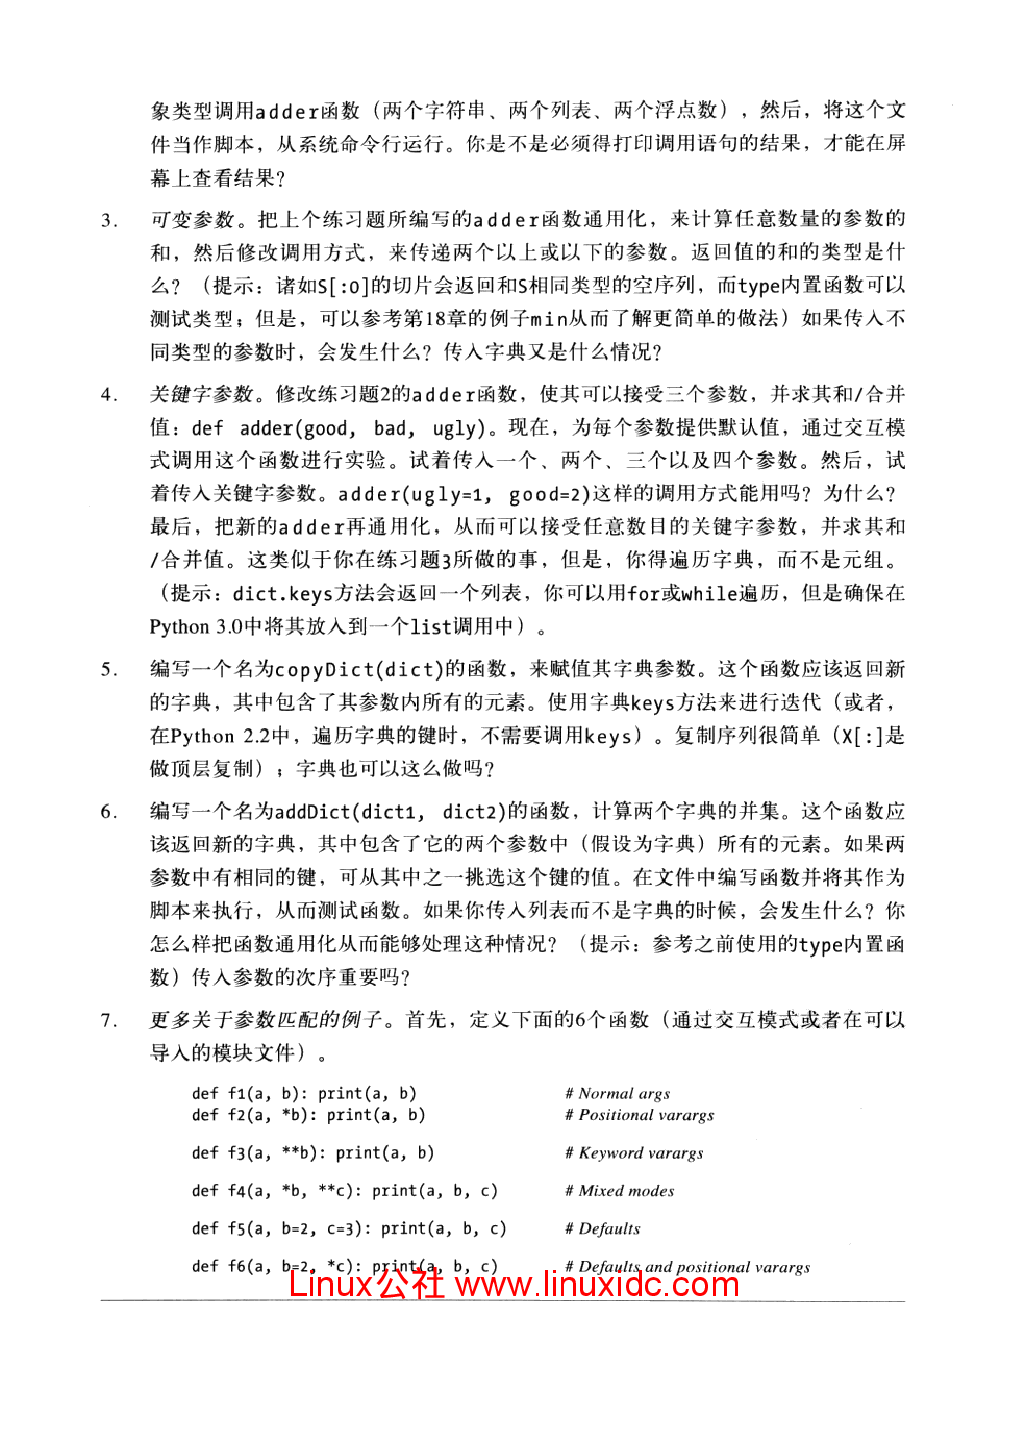 象类型调用adder函数（两个字符串、两个列表、两个浮点数），然后，将这个文
件当作脚本，从系统命令行运行。你是不是必须得打印调用语句的结果，才能在屏
幕上查看结果？
3. 可变参数。把上个练习题所编写的adder函数通用化，来计算任意数量的参数的
和，然后修改调用方式，来传递两个以上或以下的参数。返回值的和的类型是什
么？（提示：诸如S[:0]的切片会返回和S相同类型的空序列，而type内置函数可以
测试类型；但是，可以参考第18章的例子min从而了解更简单的做法）如果传入不
同类型的参数时，会发生什么？传入字典又是什么情况？
4. 关键字参数。修改练习题2的adder函数，使其可以接受三个参数，并求其和/合并
值：def adder(good, bad, ugly)。现在，为每个参数提供默认值，通过交互模
式调用这个函数进行实验。试着传入一个、两个、三个以及四个参数。然后，试
着传入关键字参数。adder(ugly=1, good=2)这样的调用方式能用吗？为什么？
最后，把新的adder再通用化，从而可以接受任意数目的关键字参数，并求其和
/合并值。这类似于你在练习题3所做的事，但是，你得遍历字典，而不是元组。
（提示：dict.keys方法会返回一个列表，你可以用for或while遍历，但是确保在
Python 3.0中将其放入到一个list调用中）。
5. 编写一个名为copyDict(dict)的函数，来赋值其字典参数。这个函数应该返回新
的字典，其中包含了其参数内所有的元素。使用字典keys方法来进行迭代（或者，
在Python 2.2中，遍历字典的键时，不需要调用keys）。复制序列很简单（X[:]是
做顶层复制）；字典也可以这么做吗？
6. 编写一个名为addDict(dict1, dict2)的函数，计算两个字典的并集。这个函数应
该返回新的字典，其中包含了它的两个参数中（假设为字典）所有的元素。如果两
参数中有相同的键，可从其中之一挑选这个键的值。在文件中编写函数并将其作为
脚本来执行，从而测试函数。如果你传入列表而不是字典的时候，会发生什么？你
怎么样把函数通用化从而能够处理这种情况？（提示：参考之前使用的type内置函
数）传入参数的次序重要吗？
7. 更多关于参数匹配的例子。首先，定义下面的6个函数（通过交互模式或者在可以
导入的模块文件）。
def f1(a, b): print(a, b) # Normal args
def f2(a, *b): print(a, b) # Positional varargs
def f3(a, **b): print(a, b) # Keyword varargs
def f4(a, *b, **c): print(a, b, c) # Mixed modes
def f5(a, b=2, c=3): print(a, b, c) # Defaults
def f6(a, b=2, *c): print(a, b, c) # Defaults and positional varargs
Linux公社 www.linuxidc.com